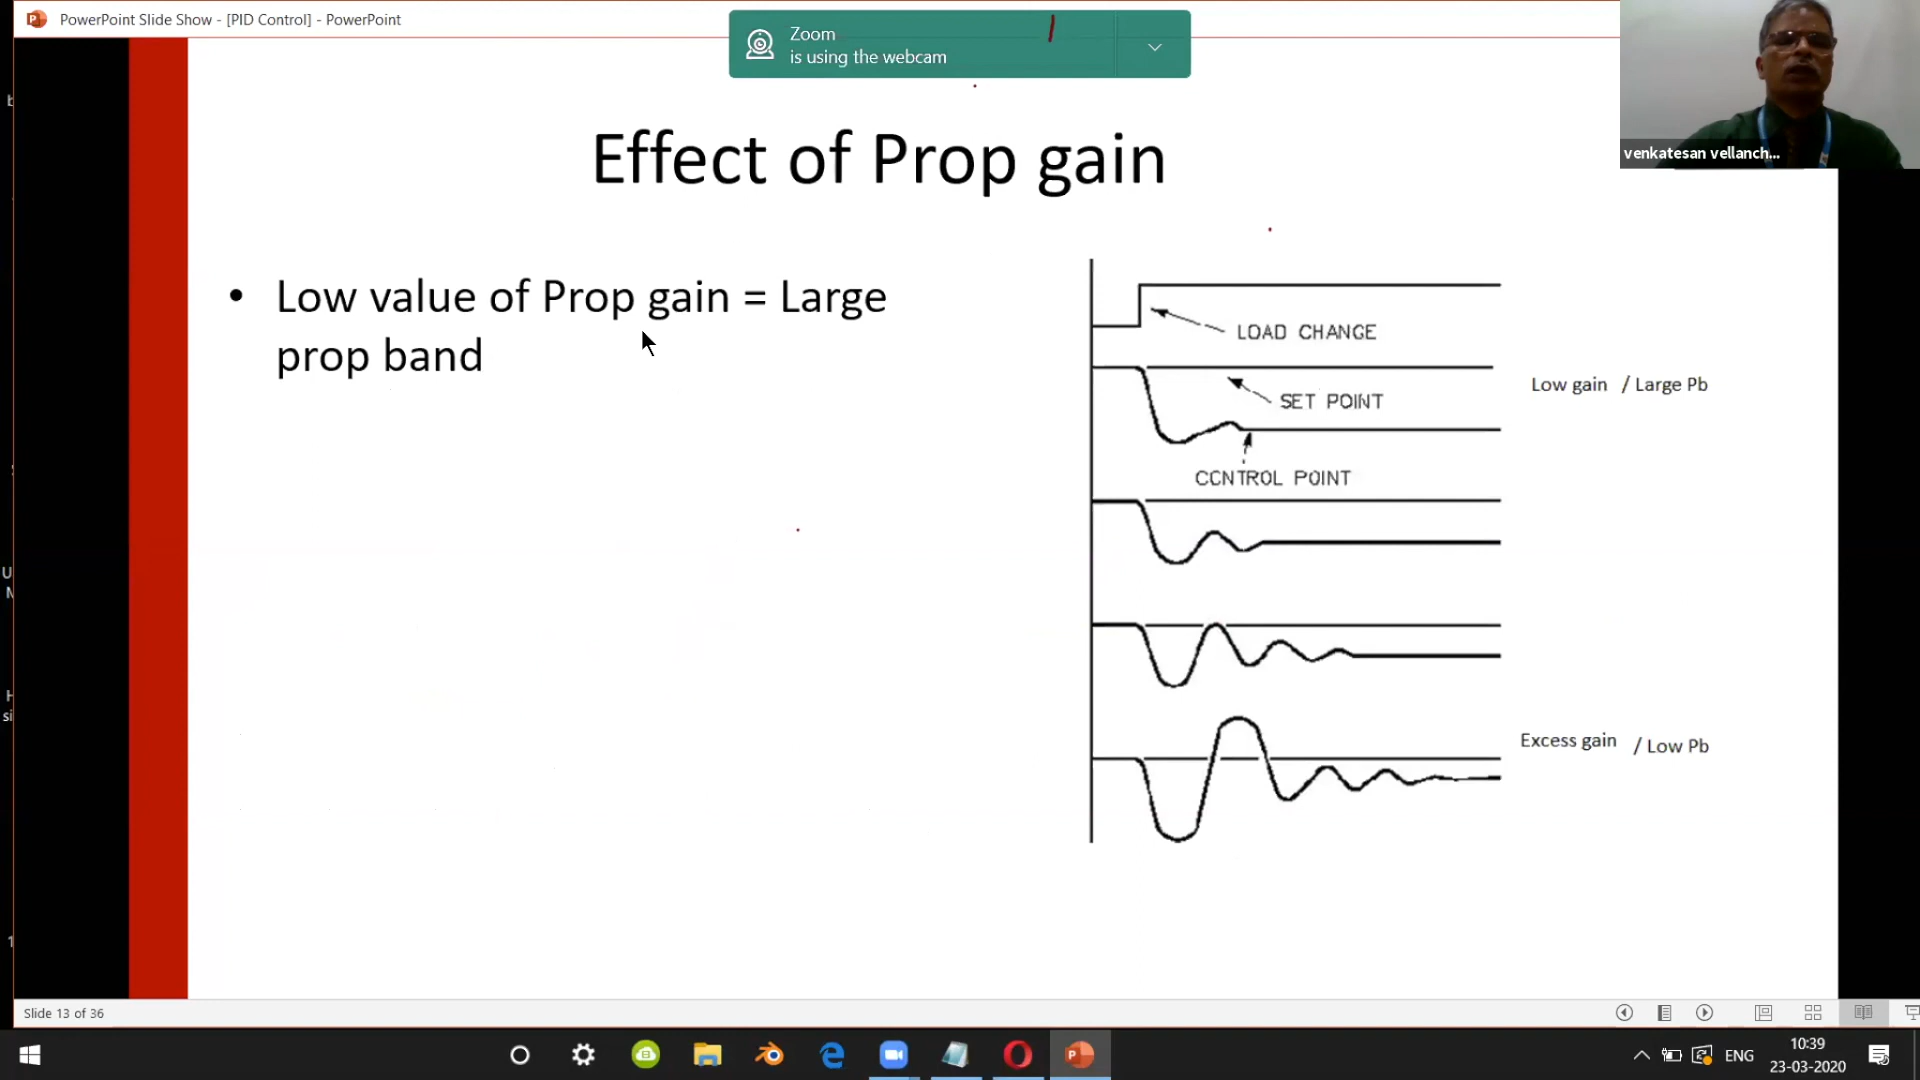 PowerPoint Slide Show - [PID Control] - PowerPoint
Zoom
is using the webcam
venkatesan vellanch...
Effect of Prop gain
• Low value of Prop gain = Large
prop band
LOAD CHANGE
SET POINT
CONTROL POINT
Low gain / Large Pb
Excess gain / Low Pb
Slide 13 of 36
ENG
10:39
23-03-2020